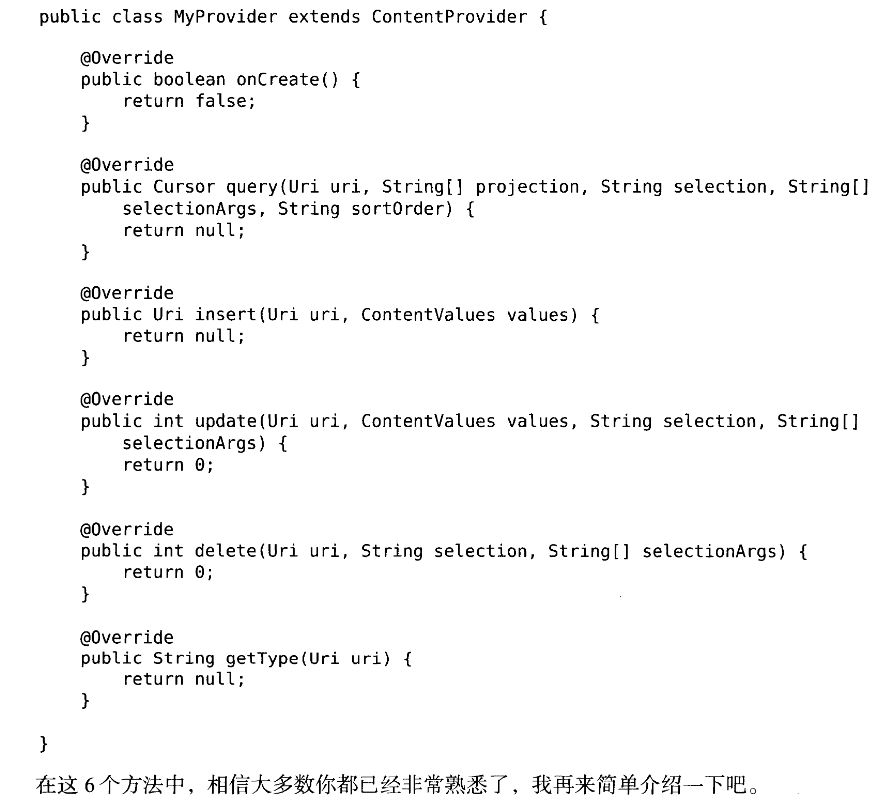 public class MyProvider extends ContentProvider {
@Override
public boolean onCreate() {
return false;
}
@Override
public Cursor query(Uri uri, String[] projection, String selection, String[]
selectionArgs, String sortOrder) {
return null;
}
@Override
public Uri insert(Uri uri, ContentValues values) {
return null;
}
@Override
public int update(Uri uri, ContentValues values, String selection, String[]
selectionArgs) {
return 0;
}
@Override
public int delete(Uri uri, String selection, String[] selectionArgs) {
return 0;
}
@Override
public String getType(Uri uri) {
return null;
}
}
在这 6 个方法中，相信大多数你都已经非常熟悉了，我再来简单介绍一下吧。